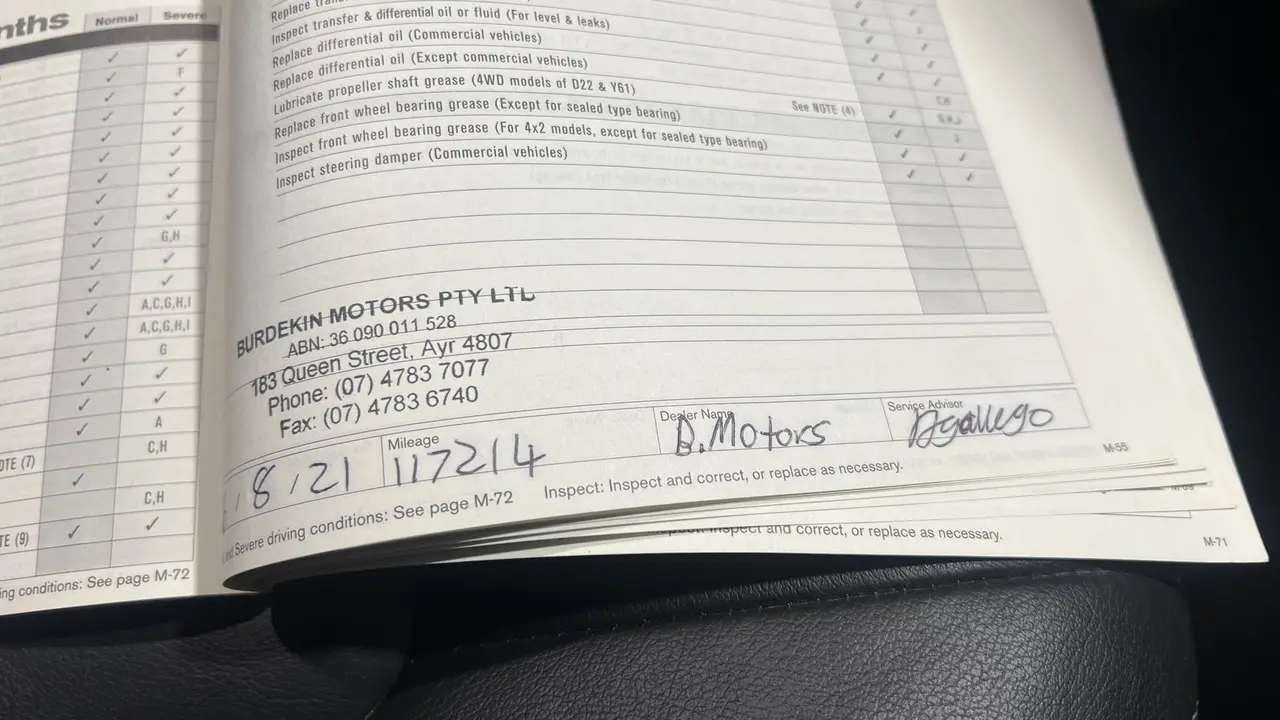 nths
Normal Severe
✓ ✓
✓ F
✓ ✓
✓ ✓
✓ ✓
✓ ✓
✓ ✓
✓ ✓
✓ G,H
✓ ✓
✓ ✓
✓ A,C,G,H,I
✓ A,C,G,H,I
✓ G
✓ ✓
✓ ✓
✓ A
C,H
OTE (7) ✓
C,H
TE (9) ✓ ✓
ing conditions: See page M-72
Replace
Inspect transfer & differential oil or fluid (For level & leaks)
Replace differential oil (Commercial vehicles)
Replace differential oil (Except commercial vehicles)
Lubricate propeller shaft grease (4WD models of D22 & Y61)
Replace front wheel bearing grease (Except for sealed type bearing) See NOTE (4)
Inspect front wheel bearing grease (For 4x2 models, except for sealed type bearing)
Inspect steering damper (Commercial vehicles)
BURDEKIN MOTORS PTY LTD
ABN: 36 090 011 528
183 Queen Street, Ayr 4807
Phone: (07) 4783 7077
Fax: (07) 4783 6740
/ 8 / 21
Mileage
117214
Dealer Name
B.Motors
Service Advisor
M-55
and Severe driving conditions: See page M-72 Inspect: Inspect and correct, or replace as necessary.
Inspect and correct, or replace as necessary.
M-71